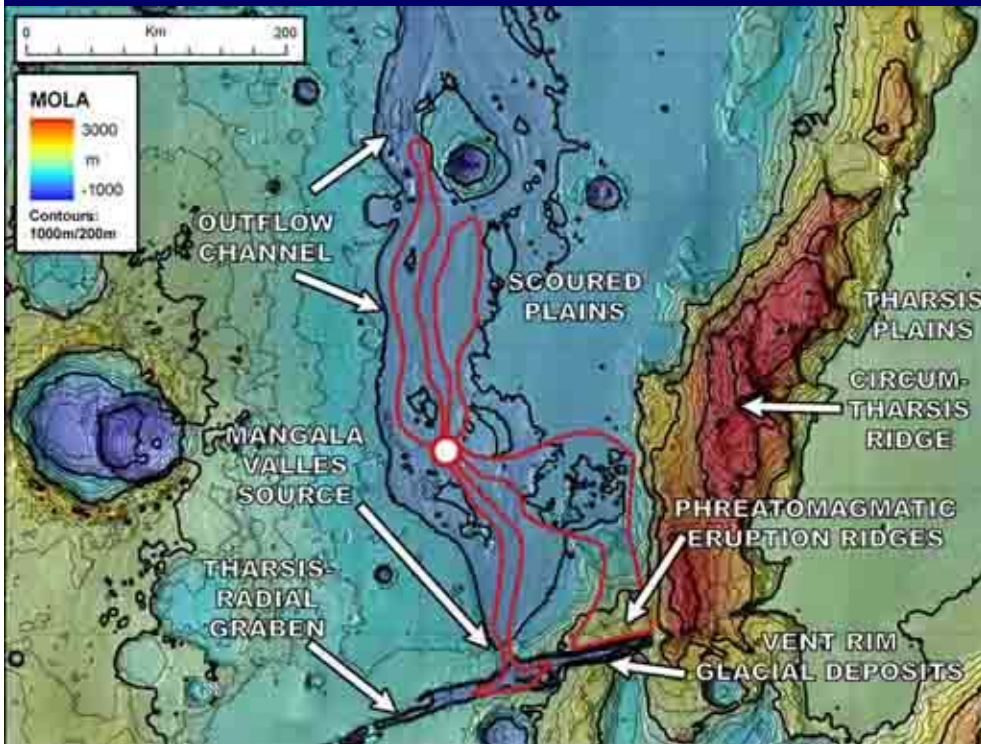 0 Km 200
MOLA
3000
m
-1000
Contours:
1000m/200m
OUTFLOW
CHANNEL
SCOURED
PLAINS
THARSIS
PLAINS
CIRCUM-
THARSIS
RIDGE
MANGALA
VALLES
SOURCE
PHREATOMAGMATIC
ERUPTION RIDGES
THARSIS-
RADIAL
GRABEN
VENT RIM
GLACIAL DEPOSITS